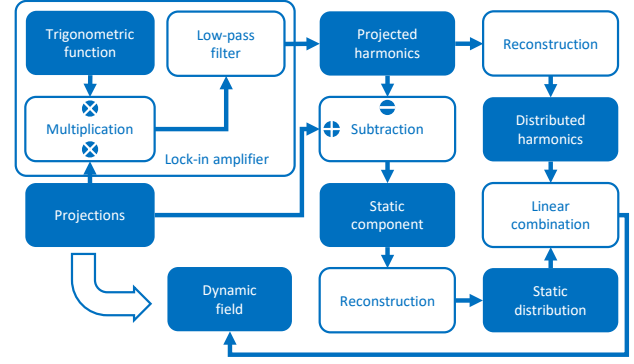 Trigonometric
function
Low-pass
filter
Projected
harmonics
Reconstruction
Multiplication
Subtraction
Distributed
harmonics
Lock-in amplifier
Projections
Static
component
Linear
combination
Dynamic
field
Reconstruction
Static
distribution